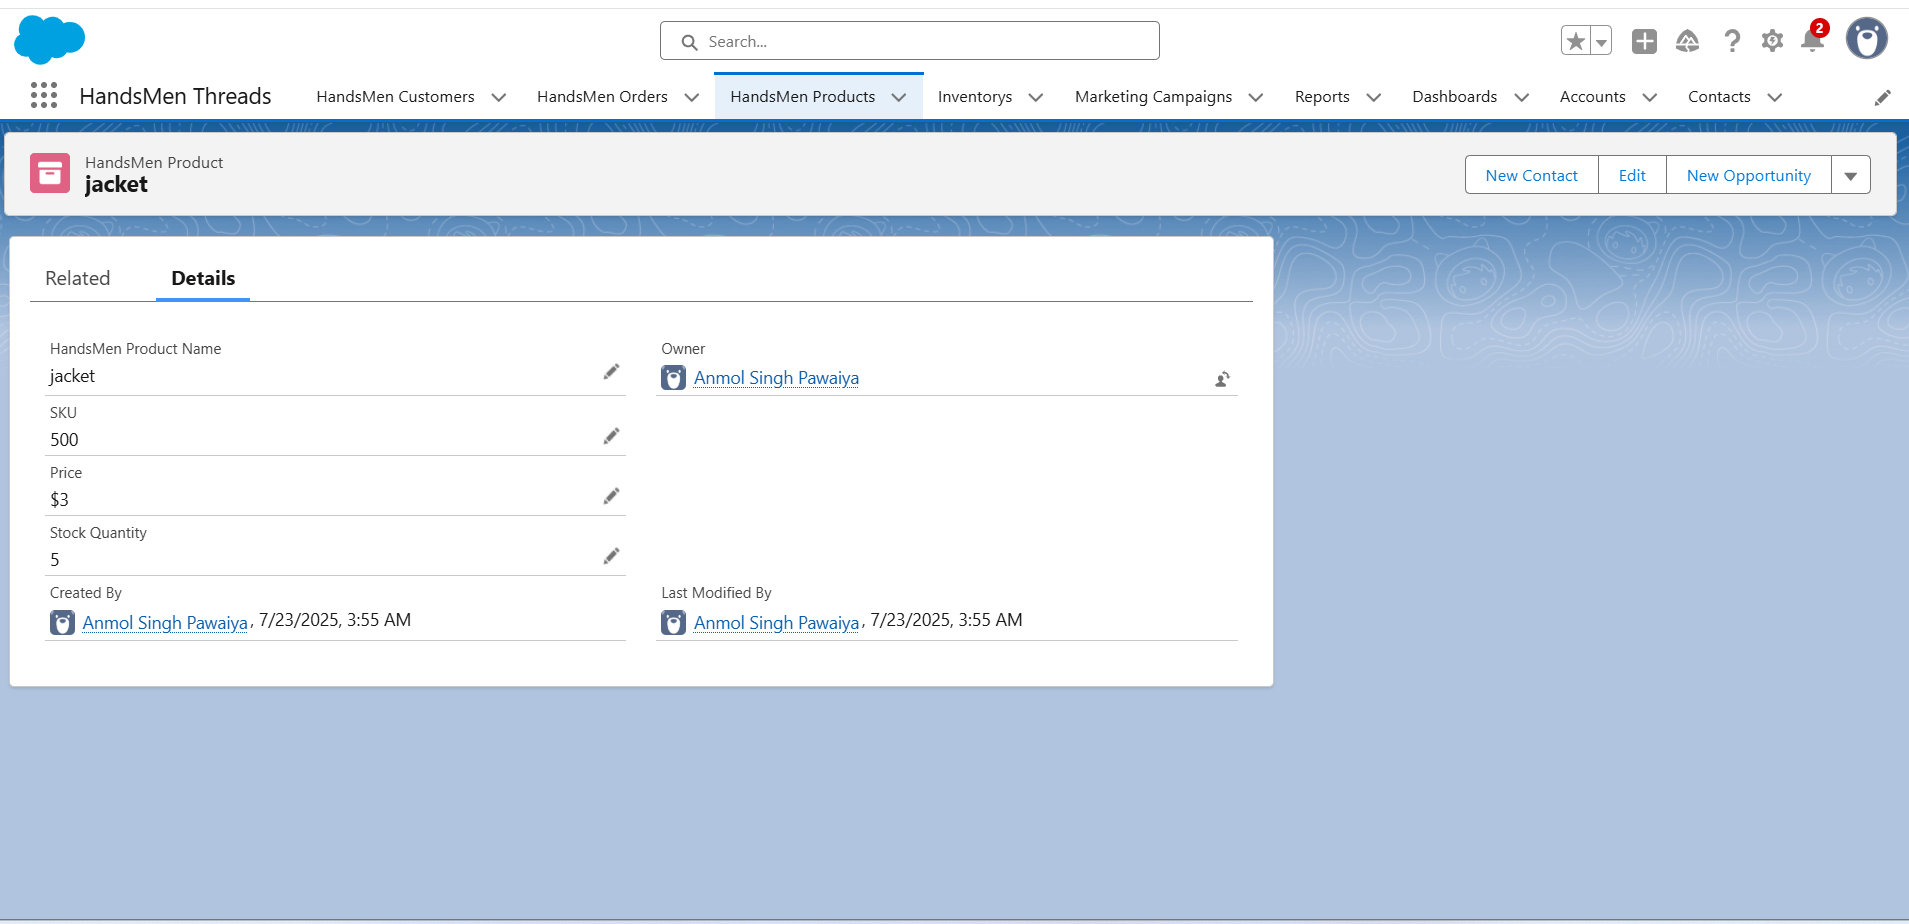 Search...
2
HandsMen Threads
HandsMen Customers
HandsMen Orders
HandsMen Products
Inventorys
Marketing Campaigns
Reports
Dashboards
Accounts
Contacts
HandsMen Product
jacket
New Contact
Edit
New Opportunity
Related
Details
HandsMen Product Name
jacket
Owner
Anmol Singh Pawaiya
SKU
500
Price
$3
Stock Quantity
5
Created By
Anmol Singh Pawaiya, 7/23/2025, 3:55 AM
Last Modified By
Anmol Singh Pawaiya, 7/23/2025, 3:55 AM